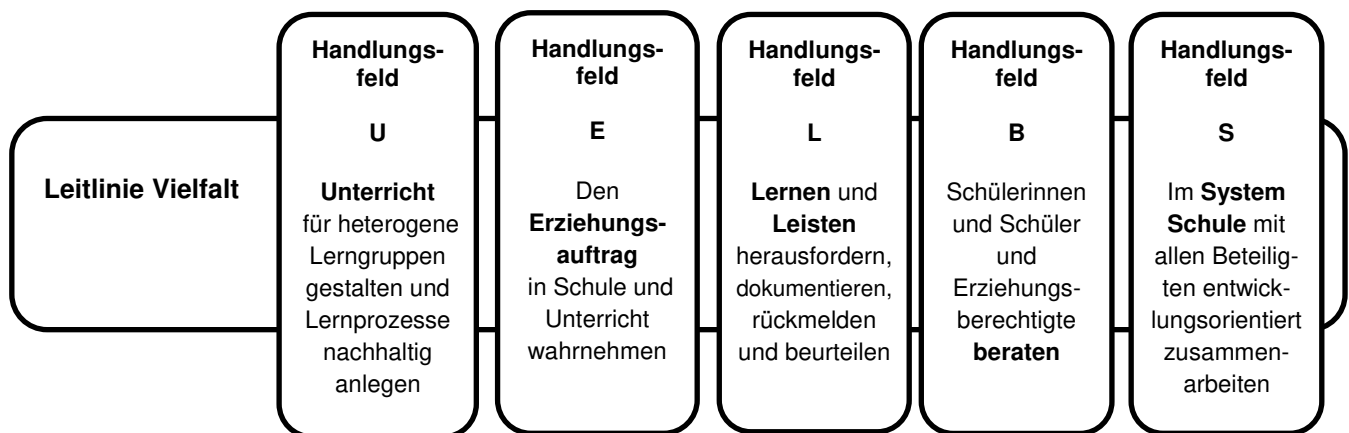 Leitlinie Vielfalt
Handlungs-
feld
U
Unterricht
für heterogene
Lerngruppen
gestalten und
Lernprozesse
nachhaltig
anlegen
Handlungs-
feld
E
Den
Erziehungs-
auftrag
in Schule und
Unterricht
wahrnehmen
Handlungs-
feld
L
Lernen und
Leisten
herausfordern,
dokumentieren,
rückmelden
und beurteilen
Handlungs-
feld
B
Schülerinnen
und Schüler
und
Erziehungs-
berechtigte
beraten
Handlungs-
feld
S
Im System
Schule mit
allen Beteilig-
ten entwick-
lungsorientiert
zusammen-
arbeiten